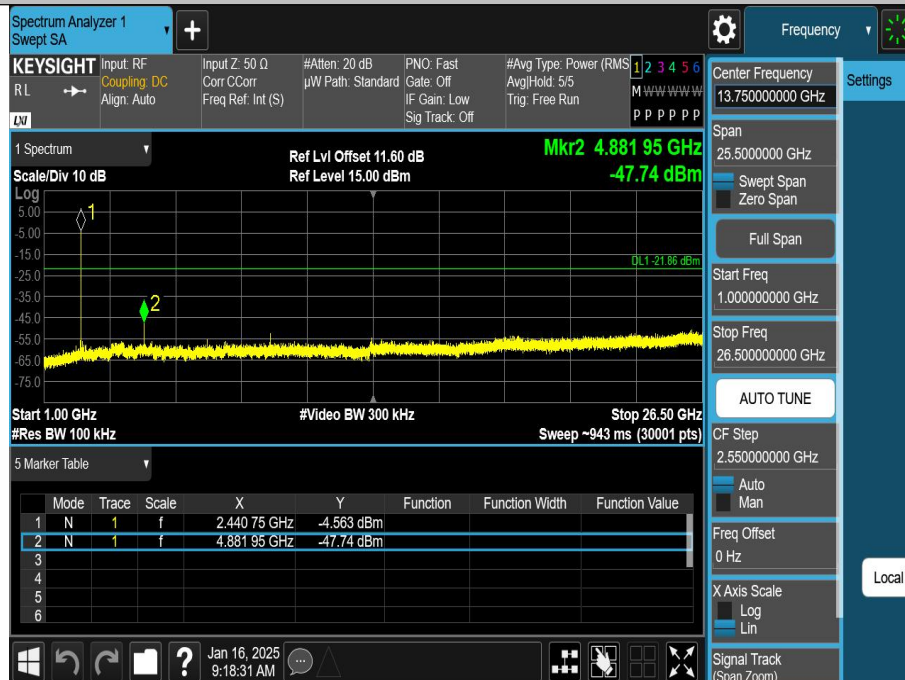 Spectrum Analyzer 1
Swept SA
+
Frequency
KEYSIGHT
RL
LXI
Input: RF
Coupling: DC
Align: Auto
Input Z: 50 Ω
Corr CCorr
Freq Ref: Int (S)
#Atten: 20 dB
µW Path: Standard
PNO: Fast
Gate: Off
IF Gain: Low
Sig Track: Off
#Avg Type: Power (RMS
Avg|Hold: 5/5
Trig: Free Run
1 2 3 4 5 6
M W W W W W
P P P P P P
1 Spectrum
Scale/Div 10 dB
Ref Lvl Offset 11.60 dB
Ref Level 15.00 dBm
Mkr2 4.881 95 GHz
-47.74 dBm
Log
5.00
-5.00
-15.0
-25.0
-35.0
-45.0
-55.0
-65.0
-75.0
1
2
DL1 -21.86 dBm
Start 1.00 GHz
#Video BW 300 kHz
Stop 26.50 GHz
#Res BW 100 kHz
Sweep ~943 ms (30001 pts)
5 Marker Table
Mode Trace Scale X Y Function Function Width Function Value
1 N 1 f 2.440 75 GHz -4.563 dBm
2 N 1 f 4.881 95 GHz -47.74 dBm
3
4
5
6
?
Jan 16, 2025
9:18:31 AM
Center Frequency
13.750000000 GHz
Settings
Span
25.5000000 GHz
Swept Span
Zero Span
Full Span
Start Freq
1.000000000 GHz
Stop Freq
26.500000000 GHz
AUTO TUNE
CF Step
2.550000000 GHz
Auto
Man
Freq Offset
0 Hz
Local
X Axis Scale
Log
Lin
Signal Track
(Span Zoom)